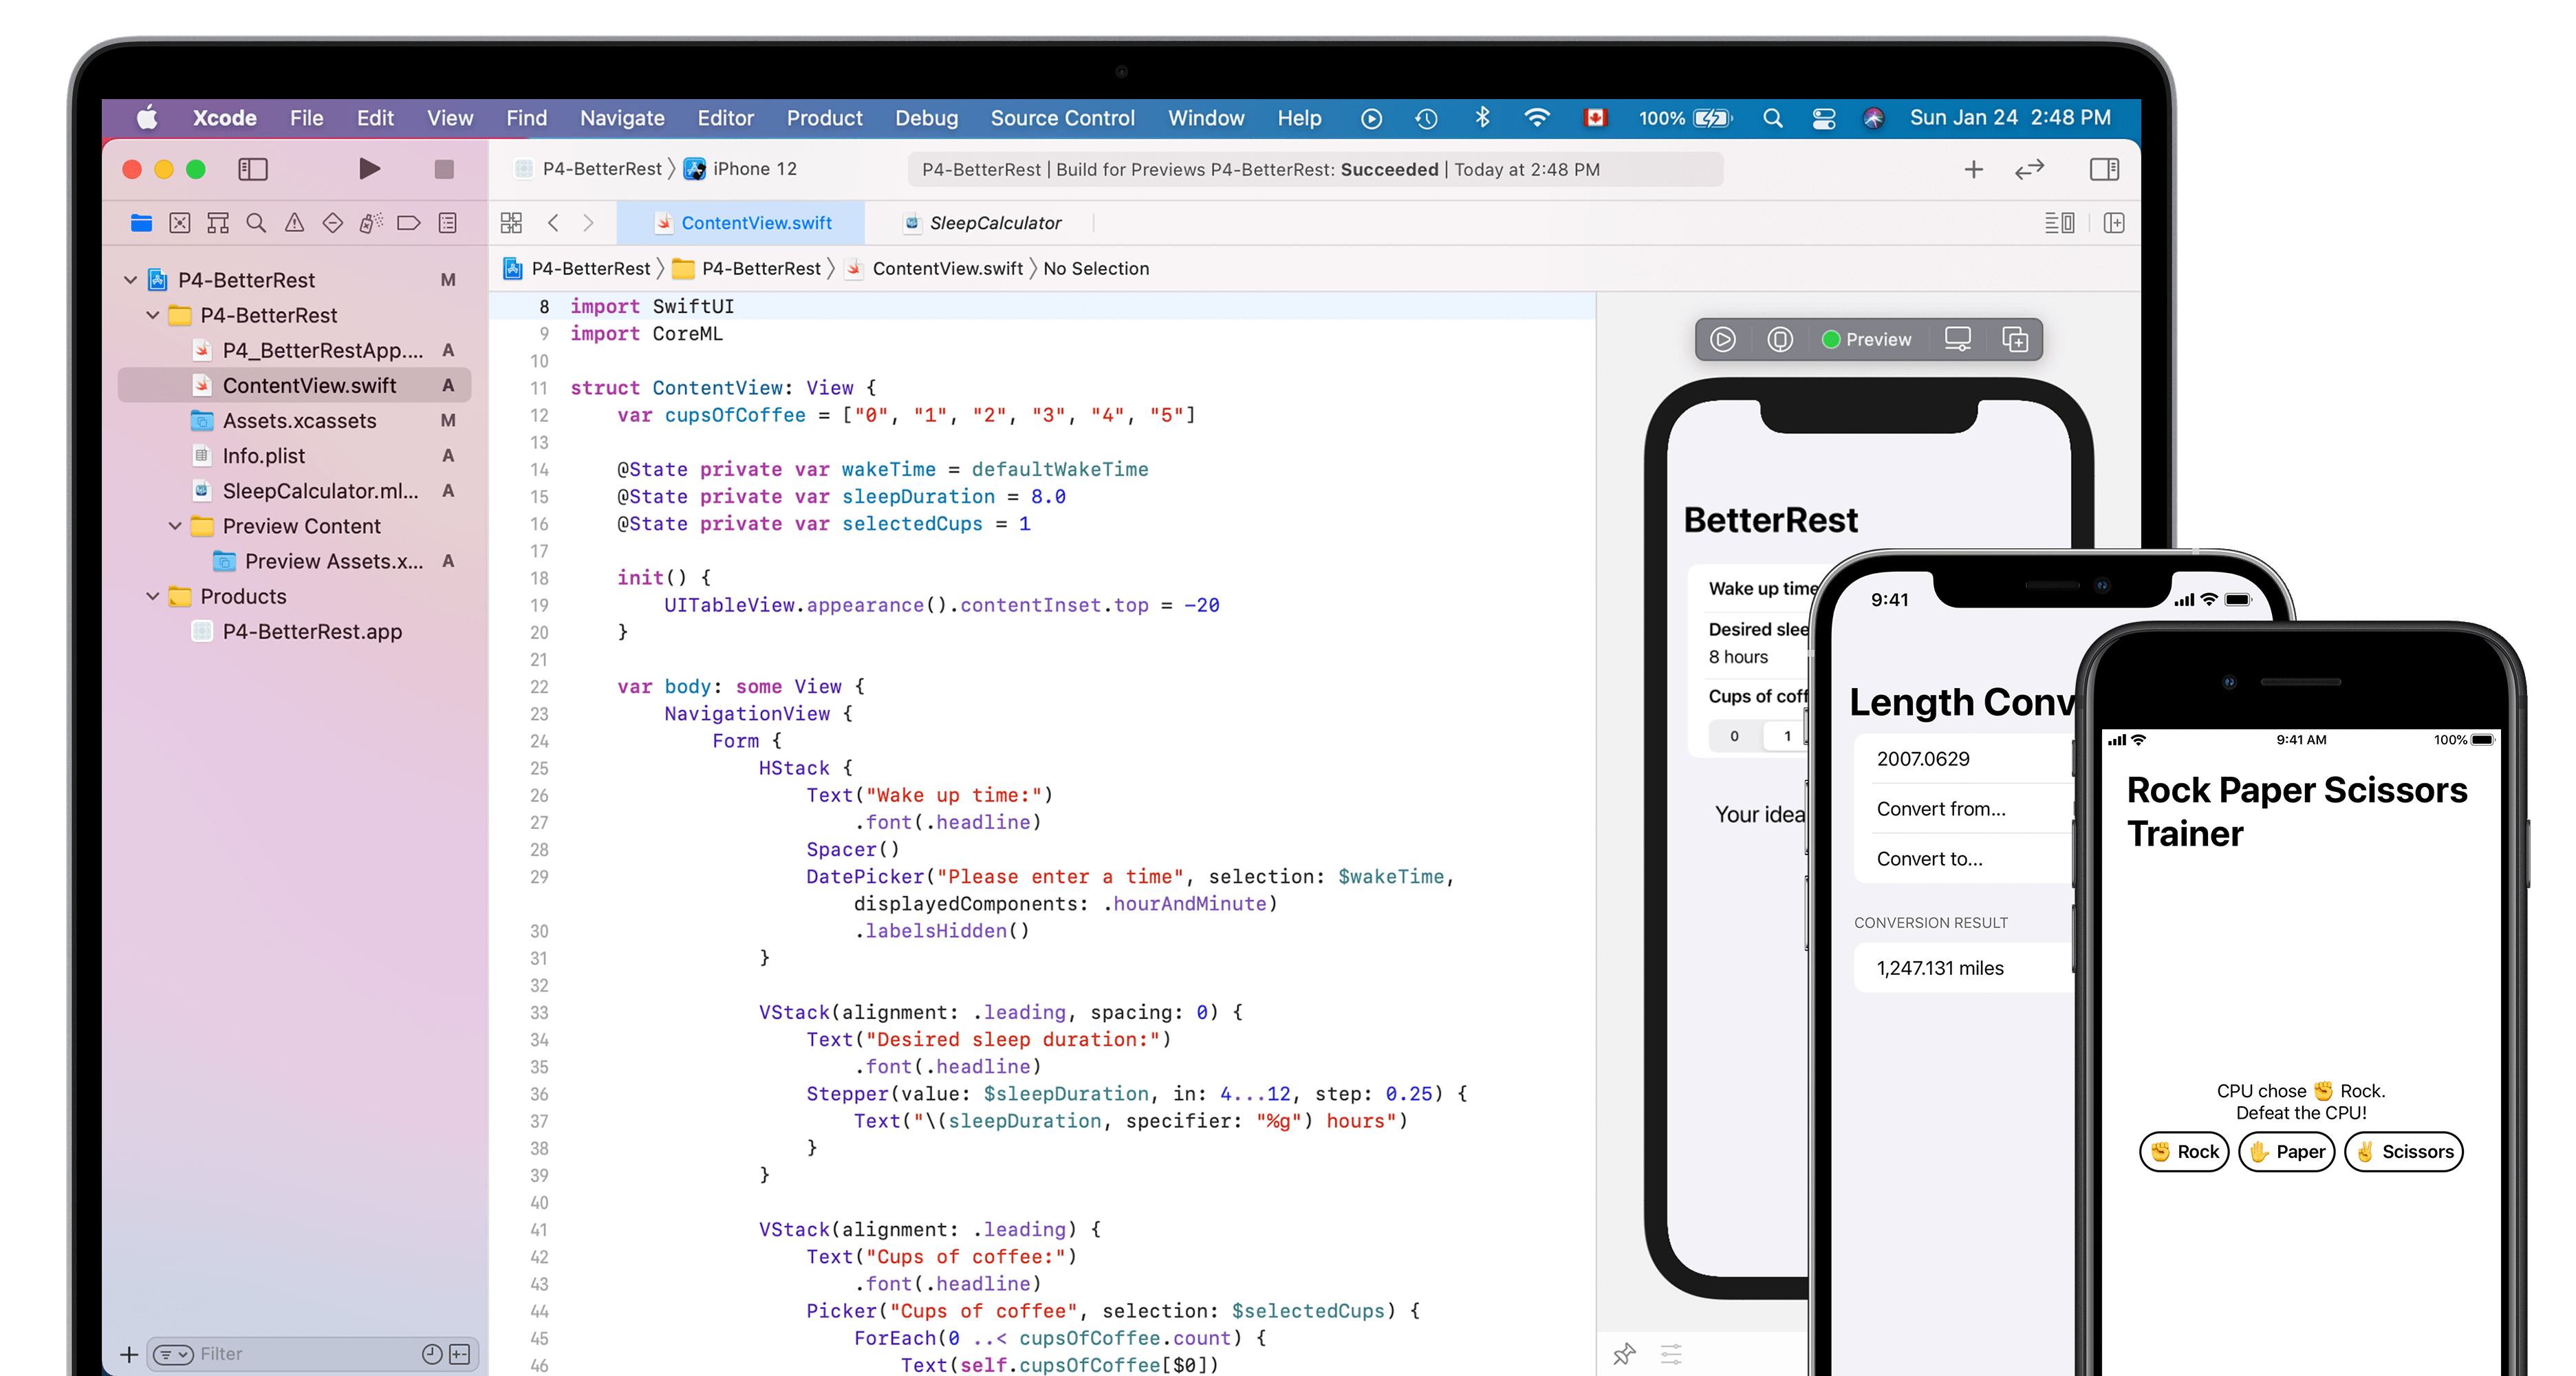 Xcode File Edit View Find Navigate Editor Product Debug Source Control Window Help 100% Sun Jan 24 2:48 PM
P4-BetterRest iPhone 12
P4-BetterRest | Build for Previews P4-BetterRest: Succeeded | Today at 2:48 PM
ContentView.swift
SleepCalculator
P4-BetterRest P4-BetterRest ContentView.swift No Selection
P4-BetterRest M
P4-BetterRest
P4_BetterRestApp.... A
ContentView.swift A
Assets.xcassets M
Info.plist A
SleepCalculator.ml... A
Preview Content
Preview Assets.x... A
Products
P4-BetterRest.app
Filter
8 import SwiftUI
9 import CoreML
10
11 struct ContentView: View {
12 var cupsOfCoffee = ["0", "1", "2", "3", "4", "5"]
13
14 @State private var wakeTime = defaultWakeTime
15 @State private var sleepDuration = 8.0
16 @State private var selectedCups = 1
17
18 init() {
19 UITableView.appearance().contentInset.top = -20
20 }
21
22 var body: some View {
23 NavigationView {
24 Form {
25 HStack {
26 Text("Wake up time:")
27 .font(.headline)
28 Spacer()
29 DatePicker("Please enter a time", selection: $wakeTime,
displayedComponents: .hourAndMinute)
30 .labelsHidden()
31 }
32
33 VStack(alignment: .leading, spacing: 0) {
34 Text("Desired sleep duration:")
35 .font(.headline)
36 Stepper(value: $sleepDuration, in: 4...12, step: 0.25) {
37 Text("\(sleepDuration, specifier: "%g") hours")
38 }
39 }
40
41 VStack(alignment: .leading) {
42 Text("Cups of coffee:")
43 .font(.headline)
44 Picker("Cups of coffee", selection: $selectedCups) {
45 ForEach(0 ..< cupsOfCoffee.count) {
46 Text(self.cupsOfCoffee[$0])
Preview
BetterRest
Wake up time
Desired slee
8 hours
Cups of coff
0 1
Your idea
9:41
Length Conv
2007.0629
Convert from...
Convert to...
CONVERSION RESULT
1,247.131 miles
9:41 AM 100%
Rock Paper Scissors
Trainer
CPU chose ✊ Rock.
Defeat the CPU!
✊ Rock ✋ Paper ✌️ Scissors